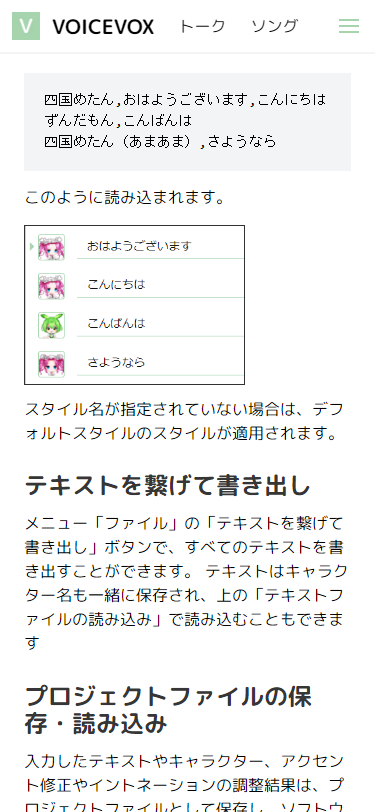 V VOICEVOX トーク ソング
四国めたん,おはようございます,こんにちは
ずんだもん,こんばんは
四国めたん（あまあま）,さようなら
このように読み込まれます。
おはようございます
こんにちは
こんばんは
さようなら
スタイル名が指定されていない場合は、デフ
ォルトスタイルのスタイルが適用されます。
テキストを繋げて書き出し
メニュー「ファイル」の「テキストを繋げて
書き出し」ボタンで、すべてのテキストを書
き出すことができます。 テキストはキャラク
ター名も一緒に保存され、上の「テキストフ
ァイルの読み込み」で読み込むこともできま
す
プロジェクトファイルの保
存・読み込み
入力したテキストやキャラクター、アクセン
ト修正やイントネーションの調整結果は、プ
ロジェクトファイルとして保存し、ソフトウ